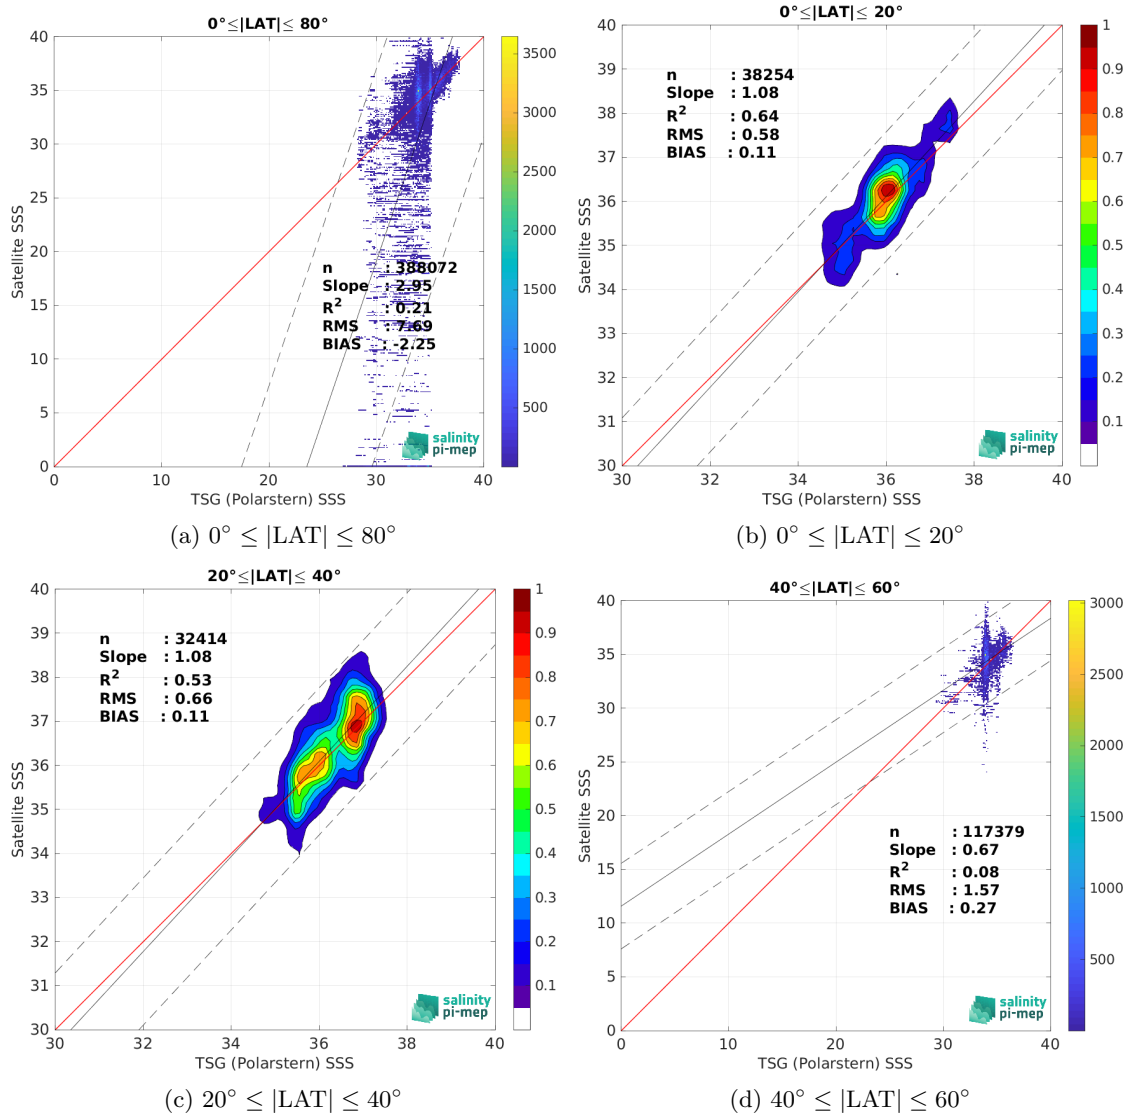 0°≤|LAT|≤ 80°
40
35
30
25
20
15
10
5
0
Satellite SSS
n : 388072
Slope : 2.95
R2 : 0.21
RMS : 7.69
BIAS : -2.25
salinity
pi-mep
0 10 20 30 40
TSG (Polarstern) SSS
3500
3000
2500
2000
1500
1000
500
(a) 0° ≤ |LAT| ≤ 80°
0°≤|LAT|≤ 20°
40
39
38
37
36
35
34
33
32
31
30
Satellite SSS
n : 38254
Slope : 1.08
R2 : 0.64
RMS : 0.58
BIAS : 0.11
salinity
pi-mep
30 32 34 36 38 40
TSG (Polarstern) SSS
1
0.9
0.8
0.7
0.6
0.5
0.4
0.3
0.2
0.1
(b) 0° ≤ |LAT| ≤ 20°
20°≤|LAT|≤ 40°
40
39
38
37
36
35
34
33
32
31
30
Satellite SSS
n : 32414
Slope : 1.08
R2 : 0.53
RMS : 0.66
BIAS : 0.11
salinity
pi-mep
30 32 34 36 38 40
TSG (Polarstern) SSS
1
0.9
0.8
0.7
0.6
0.5
0.4
0.3
0.2
0.1
(c) 20° ≤ |LAT| ≤ 40°
40°≤|LAT|≤ 60°
40
35
30
25
20
15
10
5
0
Satellite SSS
n : 117379
Slope : 0.67
R2 : 0.08
RMS : 1.57
BIAS : 0.27
salinity
pi-mep
0 10 20 30 40
TSG (Polarstern) SSS
3000
2500
2000
1500
1000
500
(d) 40° ≤ |LAT| ≤ 60°